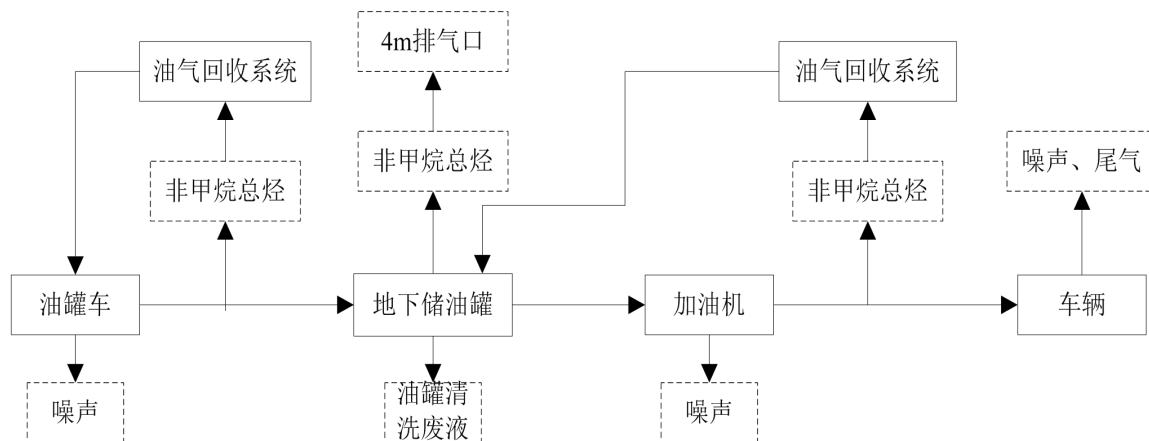 4m排气口
油气回收系统
油气回收系统
非甲烷总烃
非甲烷总烃
非甲烷总烃
噪声、尾气
油罐车
地下储油罐
加油机
车辆
噪声
油罐清
洗废液
噪声